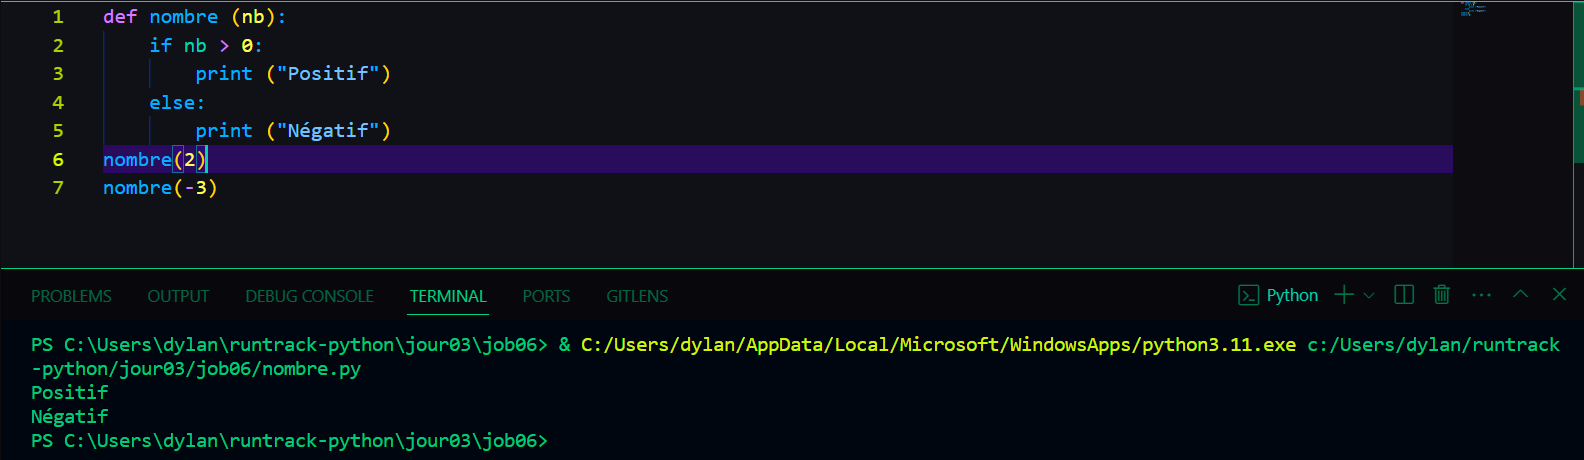 1 def nombre (nb):
2 if nb > 0:
3 print ("Positif")
4 else:
5 print ("Négatif")
6 nombre(2)
7 nombre(-3)
PROBLEMS OUTPUT DEBUG CONSOLE TERMINAL PORTS GITLENS Python
PS C:\Users\dylan\runtrack-python\jour03\job06> & C:/Users/dylan/AppData/Local/Microsoft/WindowsApps/python3.11.exe c:/Users/dylan/runtrack
-python/jour03/job06/nombre.py
Positif
Négatif
PS C:\Users\dylan\runtrack-python\jour03\job06>